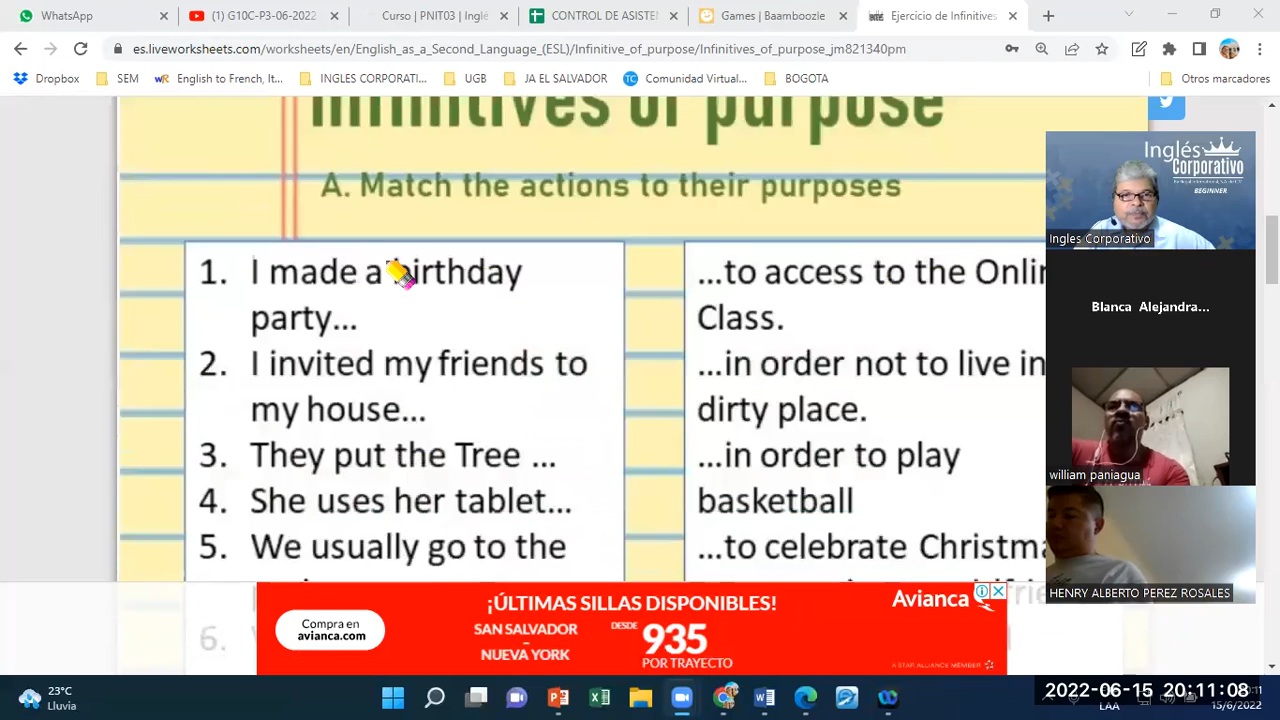 WhatsApp
G10C-P3-06-2022
Curso | PNIT03 | Inglé
CONTROL DE ASISTE
Games | Baamboozle
Ejercicio de Infinitives
es.liveworksheets.com/worksheets/en/English_as_a_Second_Language_(ESL)/Infinitive_of_purpose/Infinitives_of_purpose_jm821340pm
Dropbox
SEM
English to French, It...
INGLES CORPORATI...
UGB
JA EL SALVADOR
Comunidad Virtual...
BOGOTA
Otros marcadores
Infinitives of purpose
A. Match the actions to their purposes
1. I made a birthday
party...
2. I invited my friends to
my house...
3. They put the Tree ...
4. She uses her tablet...
5. We usually go to the
6.
...to access to the Onlin
Class.
...in order not to live in
dirty place.
...in order to play
basketball
...to celebrate Christma
Inglés
Corporativo
BEGINNER
Ingles Corporativo
Blanca Alejandra...
william paniagua
HENRY ALBERTO PEREZ ROSALES
Compra en
avianca.com
¡ÚLTIMAS SILLAS DISPONIBLES!
SAN SALVADOR
-
NUEVA YORK
DESDE
935
POR TRAYECTO
Avianca
A STAR ALLIANCE MEMBER
23°C
Lluvia
2022-06-15 20:11:08
LAA
15/6/2022